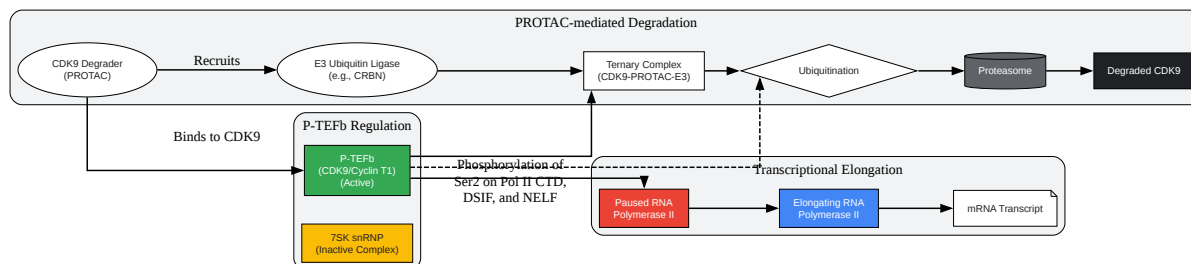 PROTAC-mediated Degradation
CDK9 Degrader
(PROTAC)
Recruits
E3 Ubiquitin Ligase
(e.g., CRBN)
Ternary Complex
(CDK9-PROTAC-E3)
Ubiquitination
Proteasome
Degraded CDK9
Binds to CDK9
P-TEFb Regulation
P-TEFb
(CDK9/Cyclin T1)
(Active)
7SK snRNP
(Inactive Complex)
Phosphorylation of
Ser2 on Pol II CTD,
DSIF, and NELF
Transcriptional Elongation
Paused RNA
Polymerase II
Elongating RNA
Polymerase II
mRNA Transcript